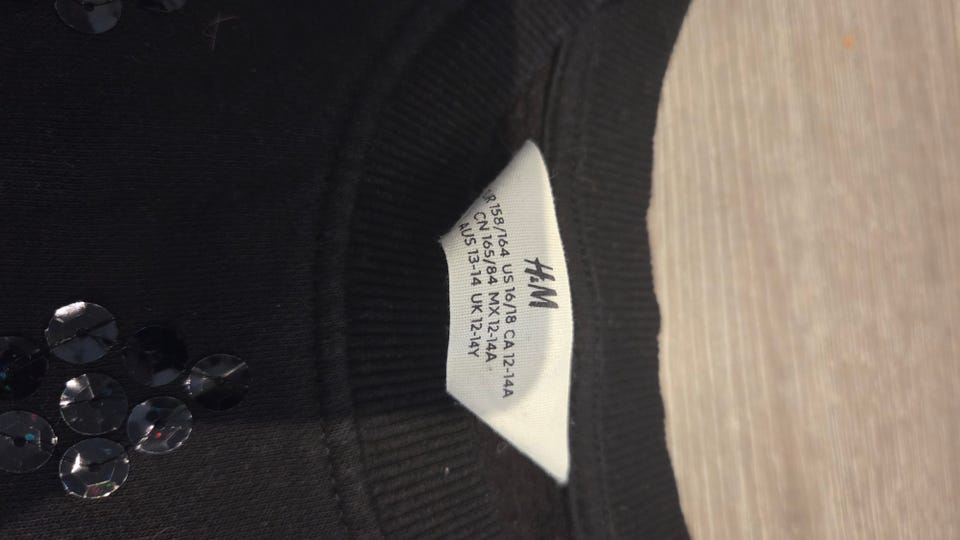 H&M
158/164 US 16/18 CA 12-14A
CN 165/84 MX 12-14A
AUS 13-14 UK 12-14Y